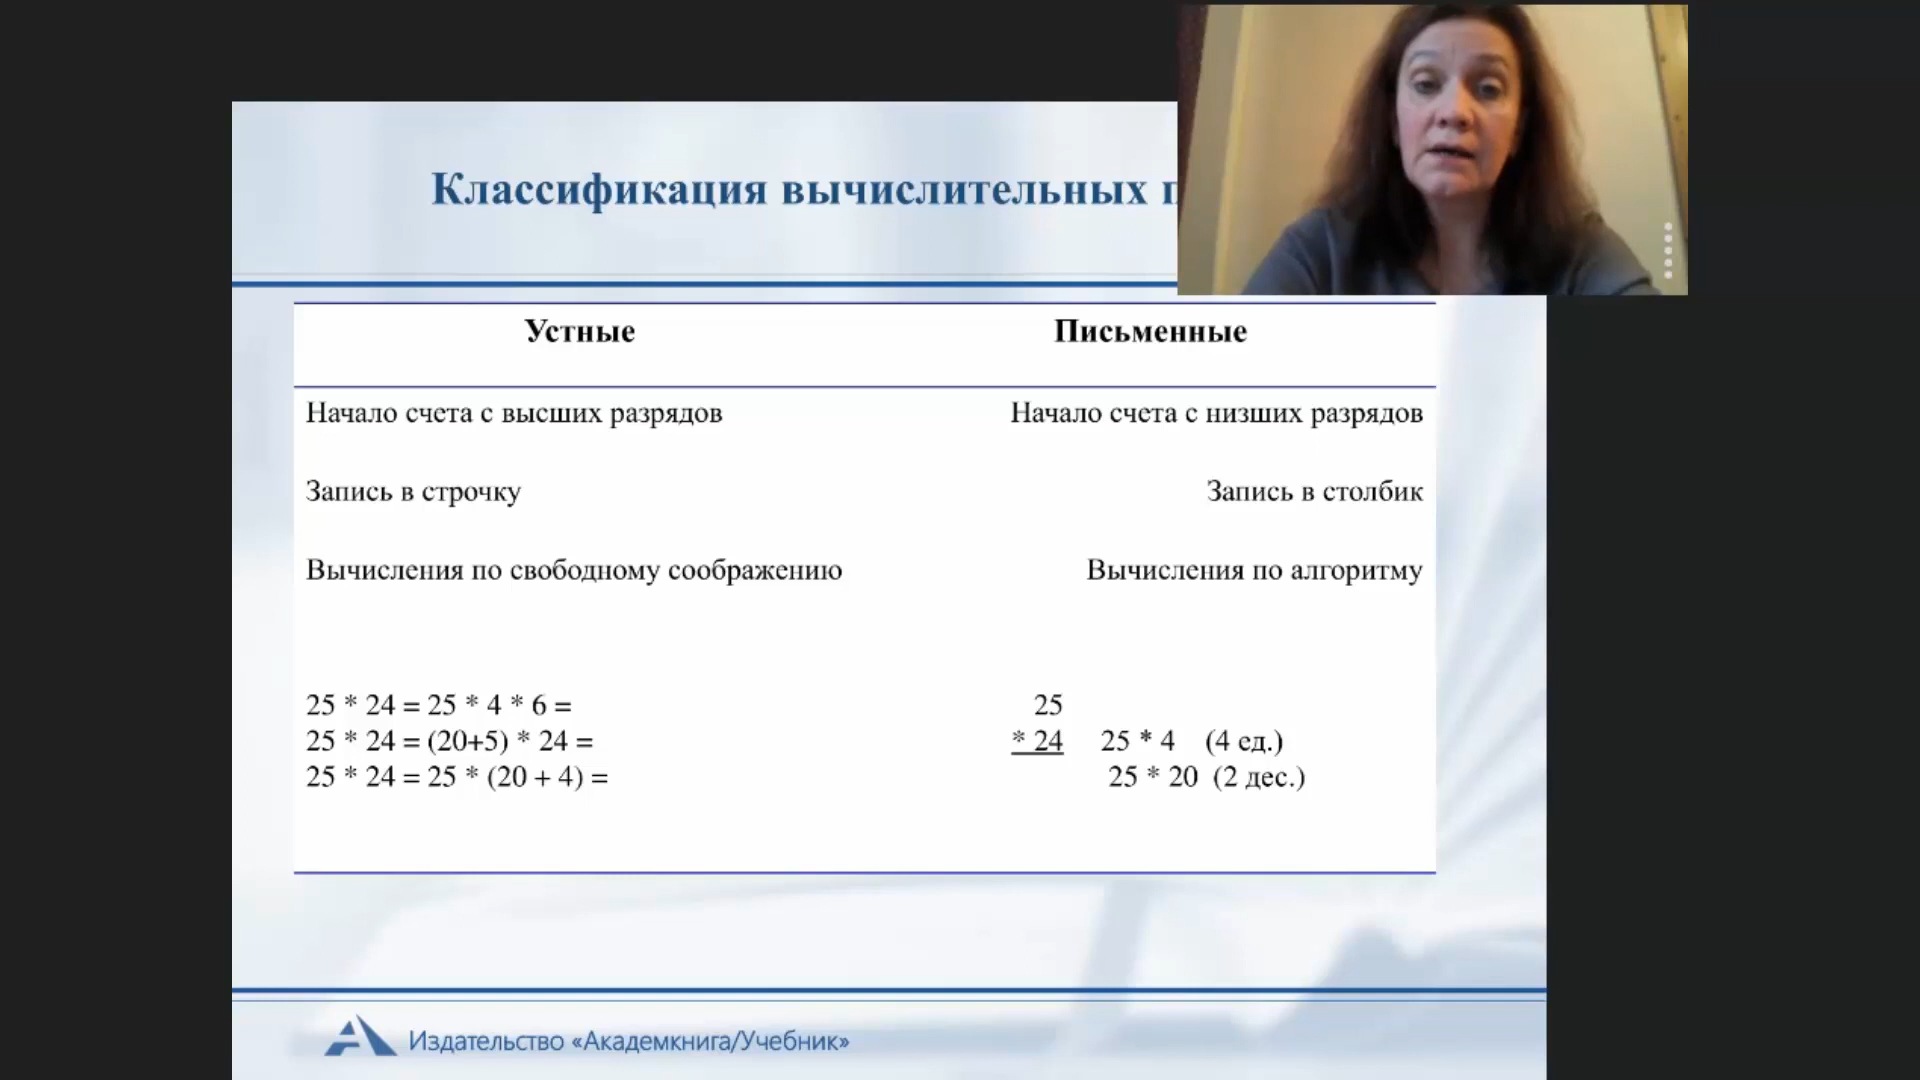 Классификация вычислительных
Устные Письменные
Начало счета с высших разрядов Начало счета с низших разрядов
Запись в строчку Запись в столбик
Вычисления по свободному соображению Вычисления по алгоритму
25 * 24 = 25 * 4 * 6 = 25
25 * 24 = (20+5) * 24 = * 24 25 * 4 (4 ед.)
25 * 24 = 25 * (20 + 4) = 25 * 20 (2 дес.)
Издательство «Академкнига/Учебник»